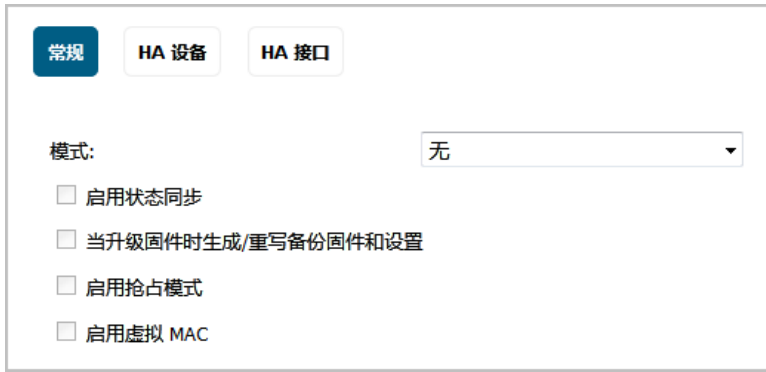 常规 HA 设备 HA 接口
模式: 无
启用状态同步
当升级固件时生成/重写备份固件和设置
启用抢占模式
启用虚拟 MAC